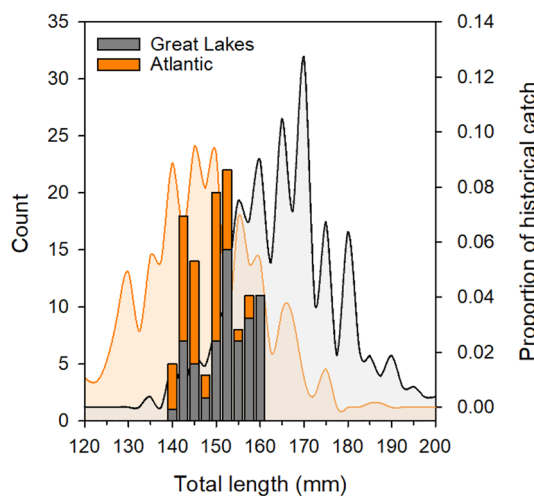 Great Lakes
Atlantic
Count
35
30
25
20
15
10
5
0
Proportion of historical catch
0.14
0.12
0.10
0.08
0.06
0.04
0.02
0.00
120 130 140 150 160 170 180 190 200
Total length (mm)